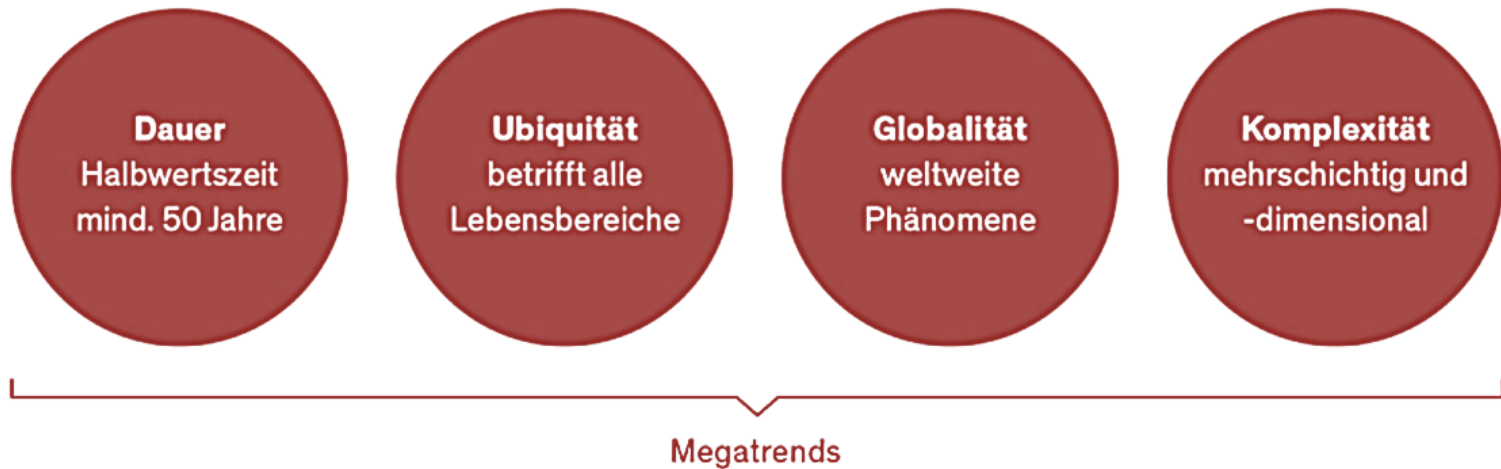 Dauer
Halbwertszeit
mind. 50 Jahre
Ubiquität
betrifft alle
Lebensbereiche
Globalität
weltweite
Phänomene
Komplexität
mehrschichtig und
-dimensional
Megatrends